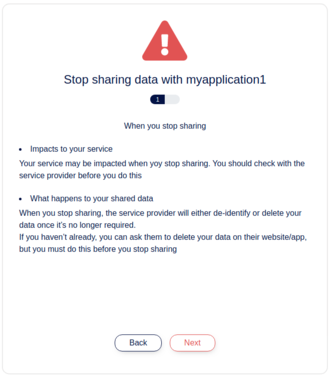 Stop sharing data with myapplication1
1
When you stop sharing
• Impacts to your service
Your service may be impacted when yoy stop sharing. You should check with the
service provider before you do this
• What happens to your shared data
When you stop sharing, the service provider will either de-identify or delete your
data once it's no longer required.
If you haven't already, you can ask them to delete your data on their website/app,
but you must do this before you stop sharing
Back
Next